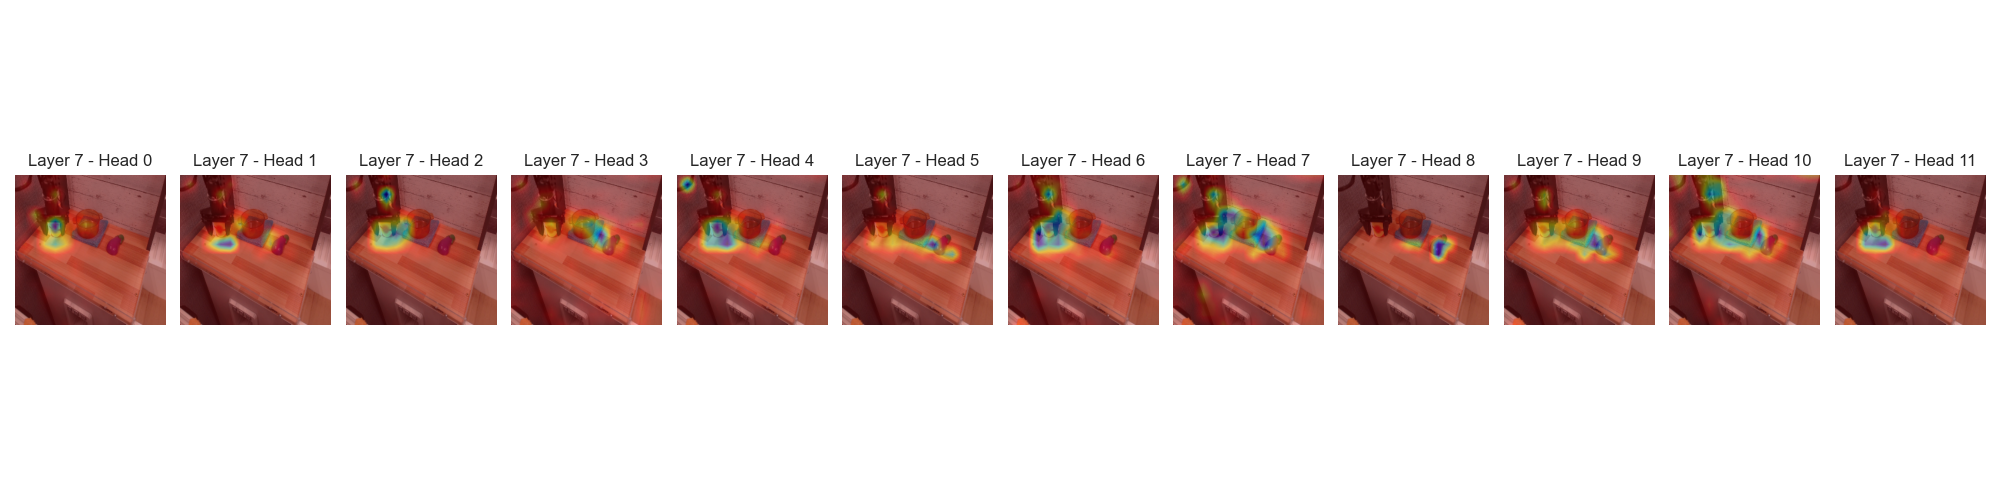 Layer 7 - Head 0
Layer 7 - Head 1
Layer 7 - Head 2
Layer 7 - Head 3
Layer 7 - Head 4
Layer 7 - Head 5
Layer 7 - Head 6
Layer 7 - Head 7
Layer 7 - Head 8
Layer 7 - Head 9
Layer 7 - Head 10
Layer 7 - Head 11